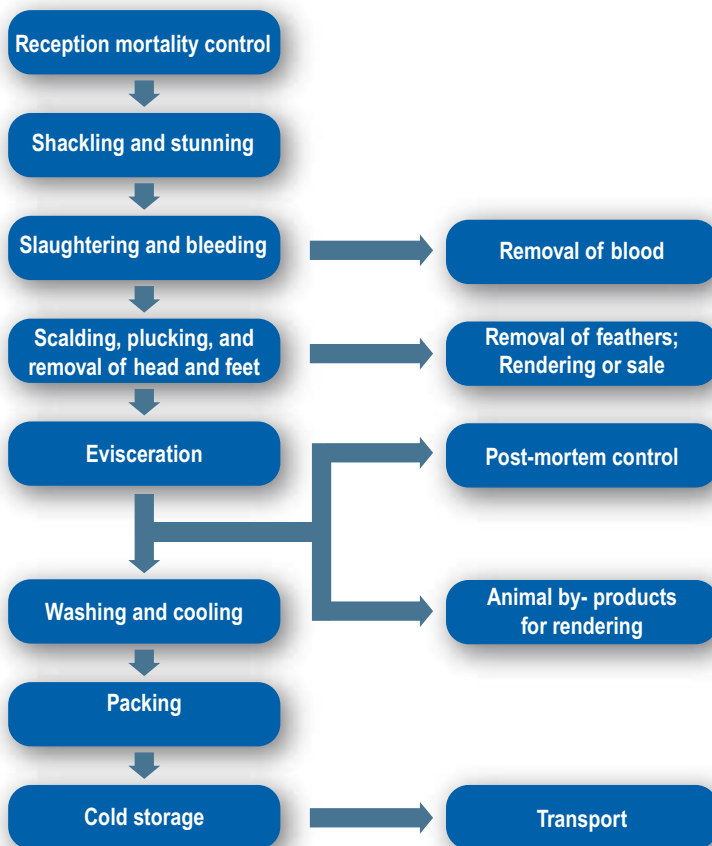 Reception mortality control
Shackling and stunning
Slaughtering and bleeding
Removal of blood
Scalding, plucking, and
removal of head and feet
Removal of feathers;
Rendering or sale
Evisceration
Post-mortem control
Washing and cooling
Animal by- products
for rendering
Packing
Cold storage
Transport